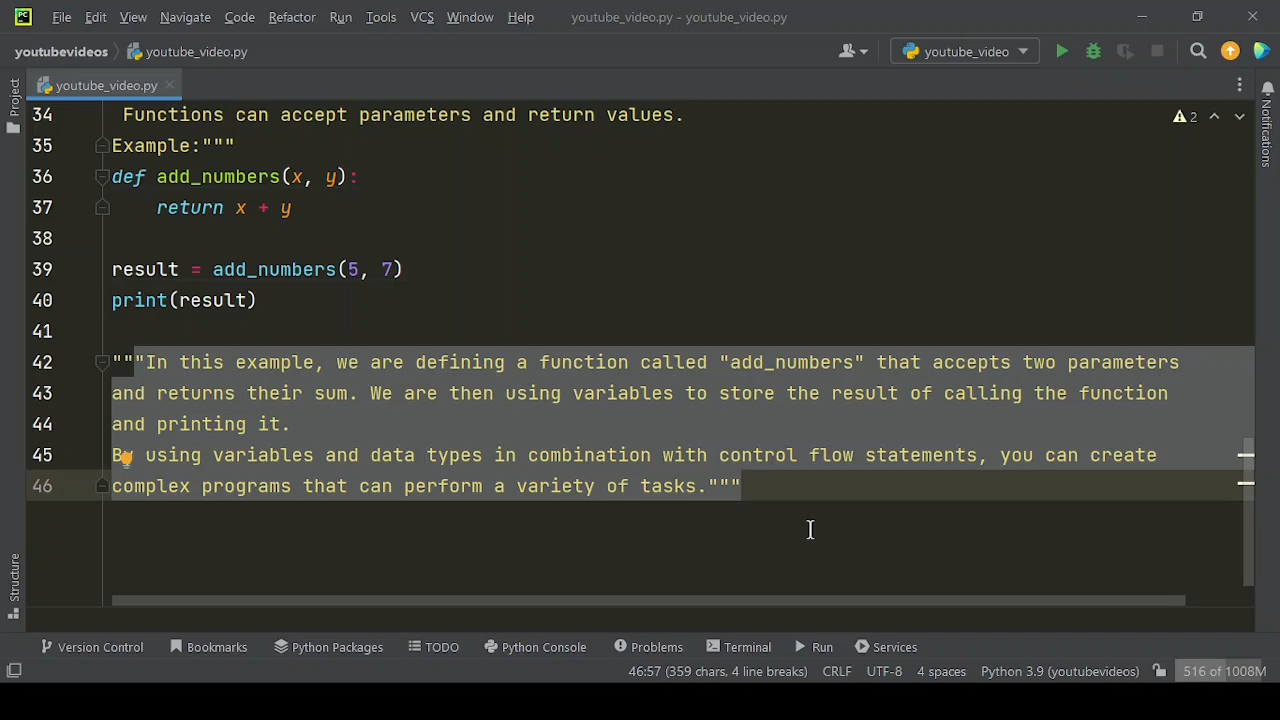 PC File Edit View Navigate Code Refactor Run Tools VCS Window Help youtube_video.py - youtube_video.py
youtubevideos youtube_video.py youtube_video
youtube_video.py
Project
Notifications
2
34 Functions can accept parameters and return values.
35 Example:"""
36 def add_numbers(x, y):
37 return x + y
38
39 result = add_numbers(5, 7)
40 print(result)
41
42 """In this example, we are defining a function called "add_numbers" that accepts two parameters
43 and returns their sum. We are then using variables to store the result of calling the function
44 and printing it.
45 By using variables and data types in combination with control flow statements, you can create
46 complex programs that can perform a variety of tasks."""
Structure
Version Control Bookmarks Python Packages TODO Python Console Problems Terminal Run Services
46:57 (359 chars, 4 line breaks) CRLF UTF-8 4 spaces Python 3.9 (youtubevideos) 516 of 1008M